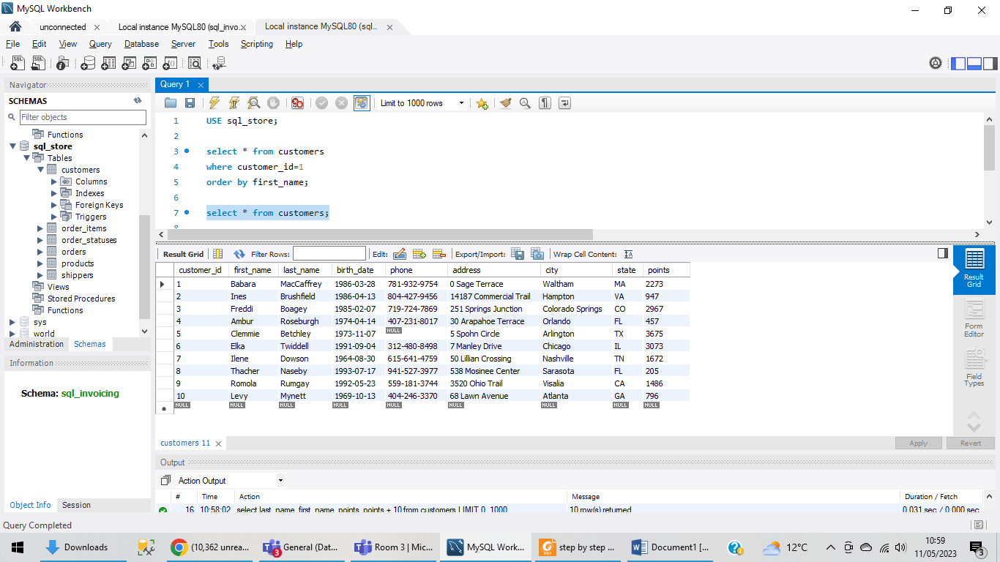 MySQL Workbench
unconnected
Local instance MySQL80 (sql_invo...
Local instance MySQL80 (sql...
File Edit View Query Database Server Tools Scripting Help
Navigator
SCHEMAS
Filter objects
Functions
sql_store
Tables
customers
Columns
Indexes
Foreign Keys
Triggers
order_items
order_statuses
orders
products
shippers
Views
Stored Procedures
Functions
sys
world
Administration Schemas
Information
Schema: sql_invoicing
Object Info Session
Query 1
Limit to 1000 rows
1 USE sql_store;
2
3 select * from customers
4 where customer_id=1
5 order by first_name;
6
7 select * from customers;
8
Result Grid Filter Rows: Edit: Export/Import: Wrap Cell Content:
customer_id first_name last_name birth_date phone address city state points
1 Babara MacCaffrey 1986-03-28 781-932-9754 0 Sage Terrace Waltham MA 2273
2 Ines Brushfield 1986-04-13 804-427-9456 14187 Commercial Trail Hampton VA 947
3 Freddi Boagey 1985-02-07 719-724-7869 251 Springs Junction Colorado Springs CO 2967
4 Ambur Roseburgh 1974-04-14 407-231-8017 30 Arapahoe Terrace Orlando FL 457
5 Clemmie Betchley 1973-11-07 NULL 5 Spohn Circle Arlington TX 3675
6 Elka Twiddell 1991-09-04 312-480-8498 7 Manley Drive Chicago IL 3073
7 Ilene Dowson 1964-08-30 615-641-4759 50 Lillian Crossing Nashville TN 1672
8 Thacher Naseby 1993-07-17 941-527-3977 538 Mosinee Center Sarasota FL 205
9 Romola Rumgay 1992-05-23 559-181-3744 3520 Ohio Trail Visalia CA 1486
10 Levy Mynett 1969-10-13 404-246-3370 68 Lawn Avenue Atlanta GA 796
NULL NULL NULL NULL NULL NULL NULL NULL NULL
Result
Grid
Form
Editor
Field
Types
customers 11
Apply Revert
Output
Action Output
# Time Action Message Duration / Fetch
16 10:58:02 select last_name, first_name, points, points + 10 from customers LIMIT 0, 1000 10 row(s) returned 0.031 sec / 0.000 sec
Query Completed
Downloads
(10,362 unrea...
General (Dat...
3
Room 3 | Mic...
MySQL Work...
PDF
step by step ...
Document1 [...
12°C
10:59
11/05/2023
3